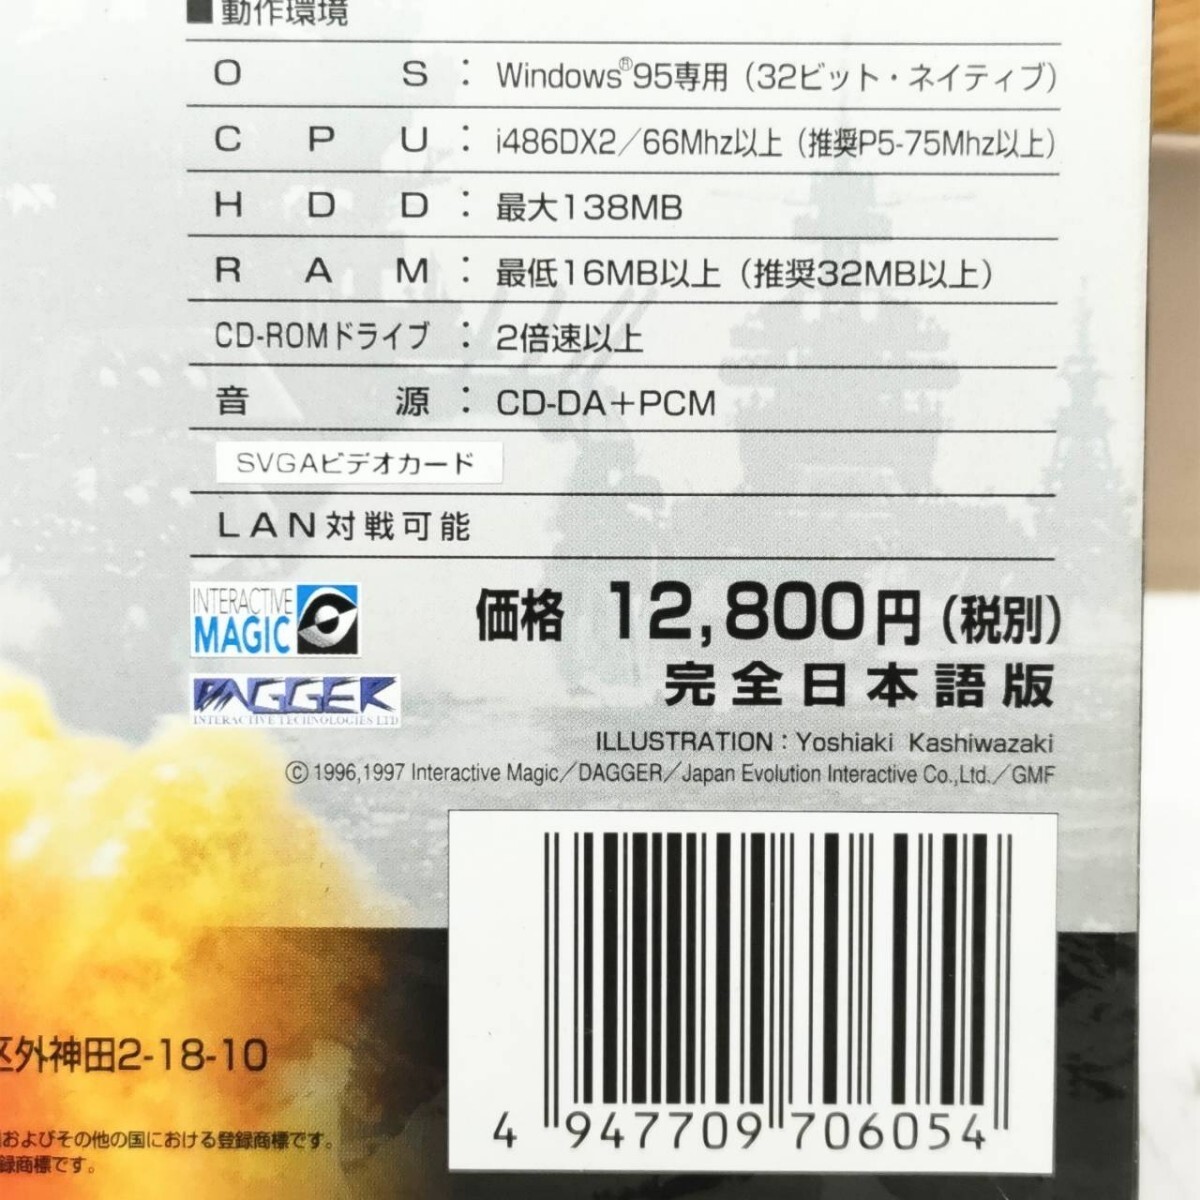 ■動作環境
O S : Windows®95専用（32ビット・ネイティブ）
C P U : i486DX2／66Mhz以上（推奨P5-75Mhz以上）
H D D : 最大138MB
R A M : 最低16MB以上（推奨32MB以上）
CD-ROMドライブ : 2倍速以上
音 源 : CD-DA+PCM
SVGAビデオカード
LAN対戦可能
INTERACTIVE
MAGIC
価格 12,800円（税別）
DAGGER
INTERACTIVE TECHNOLOGIES LTD
完全日本語版
ILLUSTRATION : Yoshiaki Kashiwazaki
©1996,1997 Interactive Magic／DAGGER／Japan Evolution Interactive Co.,Ltd.／GMF
4 947709 706054
区外神田2-18-10
およびその他の国における登録商標です。
録商標です。